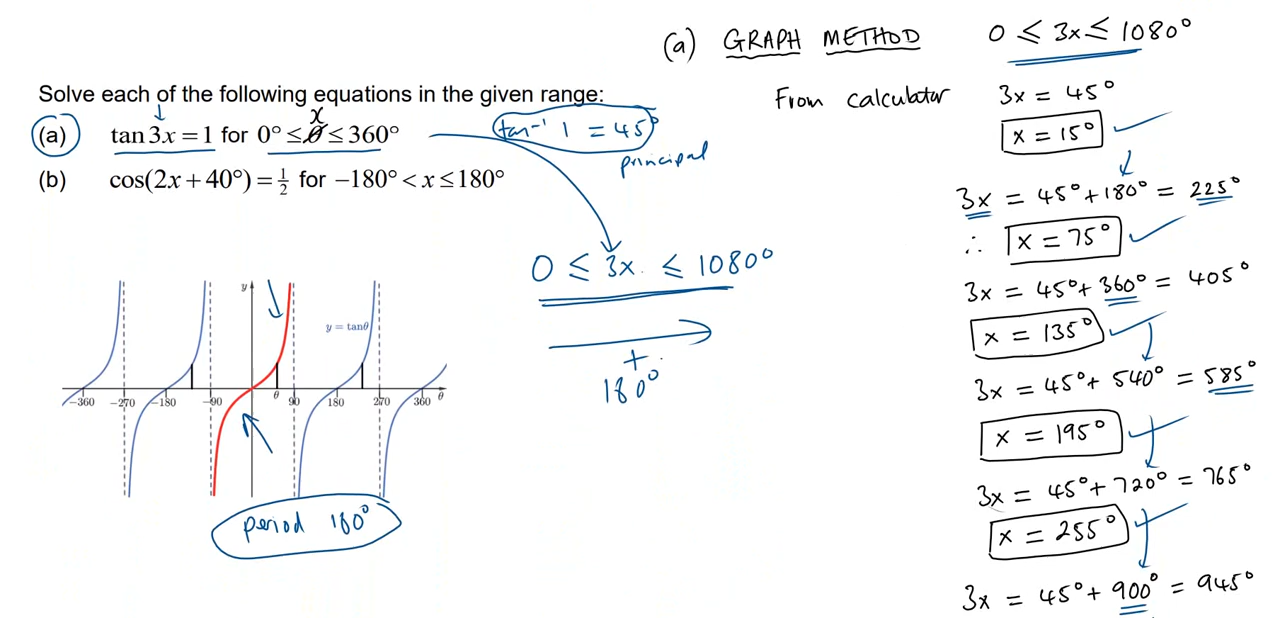 (a) GRAPH METHOD
0 ≤ 3x ≤ 1080°
Solve each of the following equations in the given range:
(a) tan 3x = 1 for 0° ≤ θ ≤ 360°
x
(b) cos(2x + 40°) = 1/2 for −180° < x ≤ 180°
tan⁻¹ 1 = 45°
principal
0 ≤ 3x ≤ 1080°
+
180°
y
y = tanθ
−360 −270 −180 −90 θ 90 180 270 360 θ
period 180°
From calculator
3x = 45°
x = 15°
3x = 45° + 180° = 225°
∴ x = 75°
3x = 45° + 360° = 405°
x = 135°
3x = 45° + 540° = 585°
x = 195°
3x = 45° + 720° = 765°
x = 255°
3x = 45° + 900° = 945°